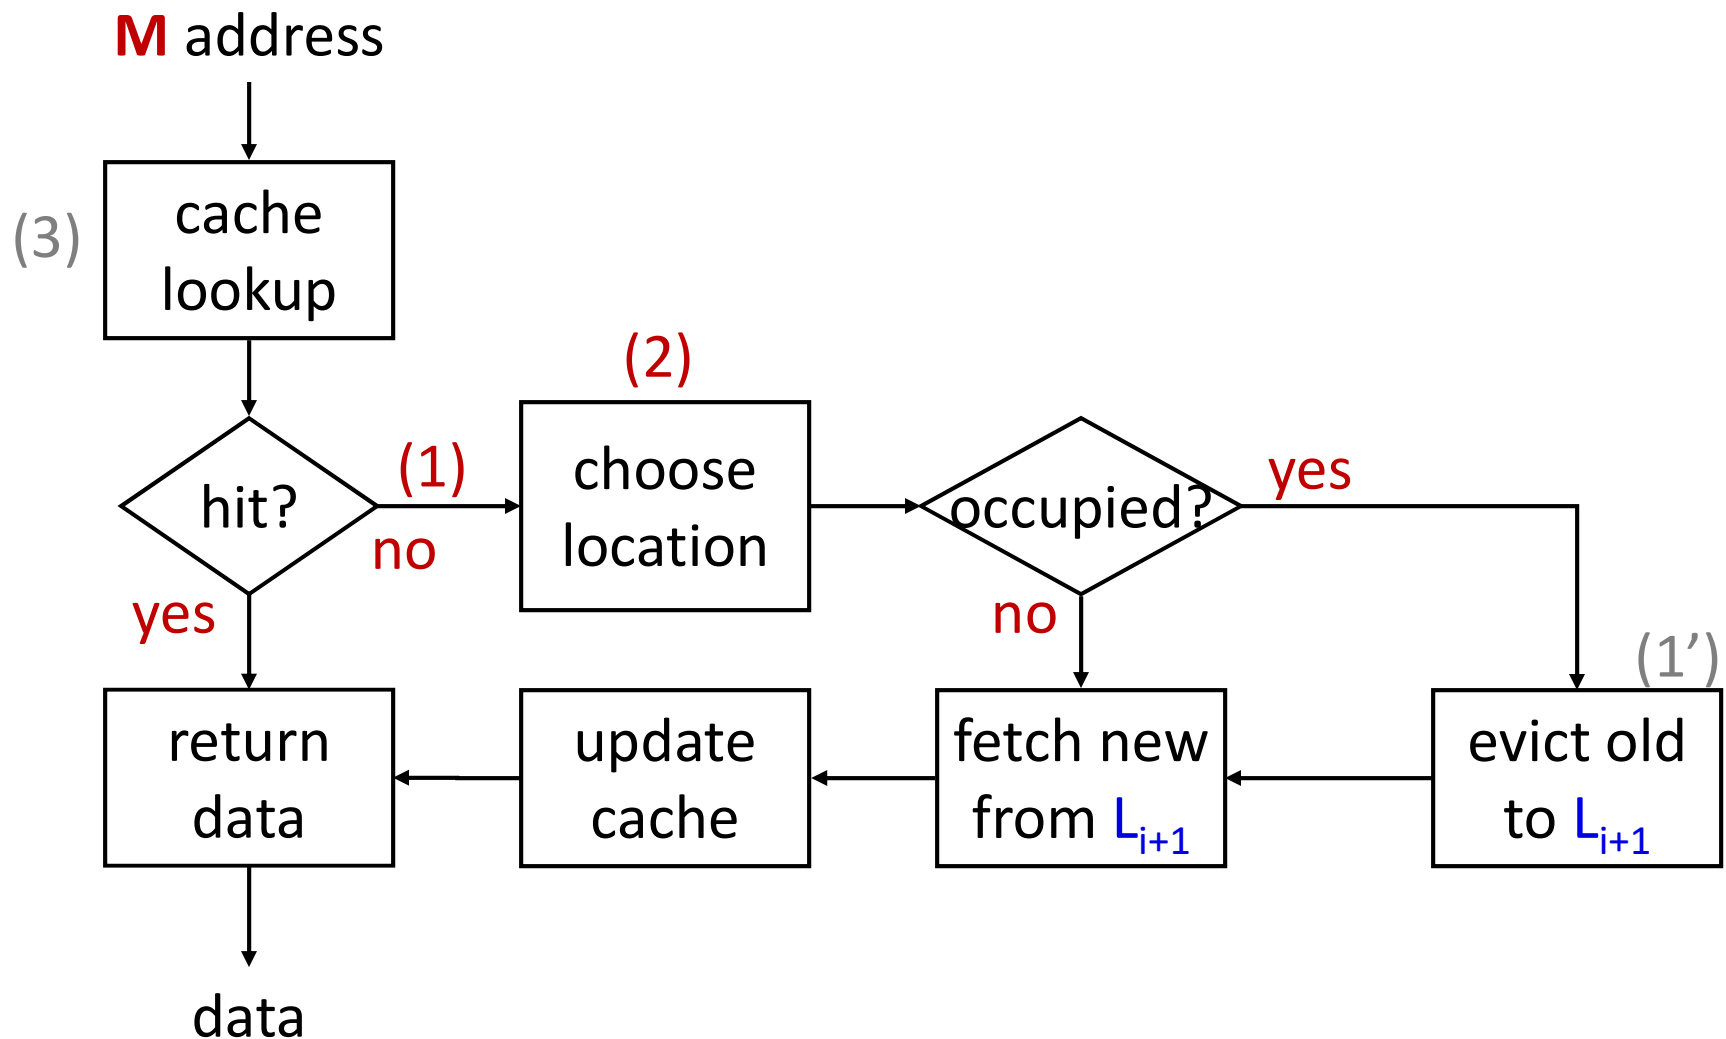 M address
(3)
cache
lookup
hit?
(1)
no
yes
(2)
choose
location
occupied?
yes
no
(1’)
evict old
to Li+1
fetch new
from Li+1
update
cache
return
data
data